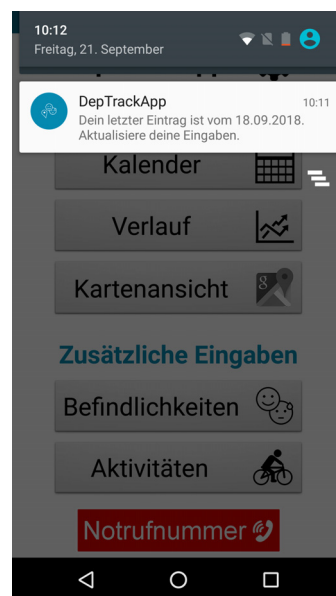 10:12
Freitag, 21. September
DepTrackApp 10:11
Dein letzter Eintrag ist vom 18.09.2018.
Aktualisiere deine Eingaben.
Kalender
Verlauf
Kartenansicht
Zusätzliche Eingaben
Befindlichkeiten
Aktivitäten
Notrufnummer